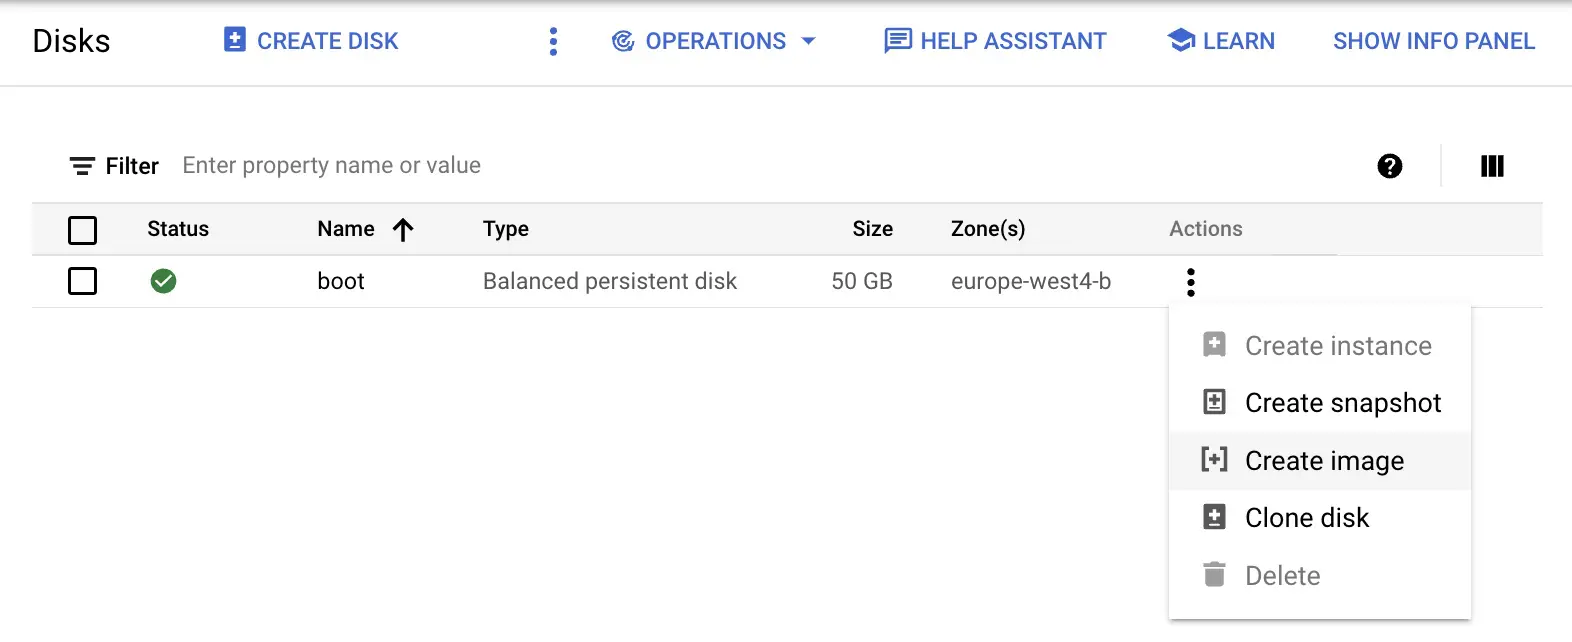 Disks CREATE DISK OPERATIONS HELP ASSISTANT LEARN SHOW INFO PANEL
Filter Enter property name or value
Status Name Type Size Zone(s) Actions
boot Balanced persistent disk 50 GB europe-west4-b
Create instance
Create snapshot
Create image
Clone disk
Delete